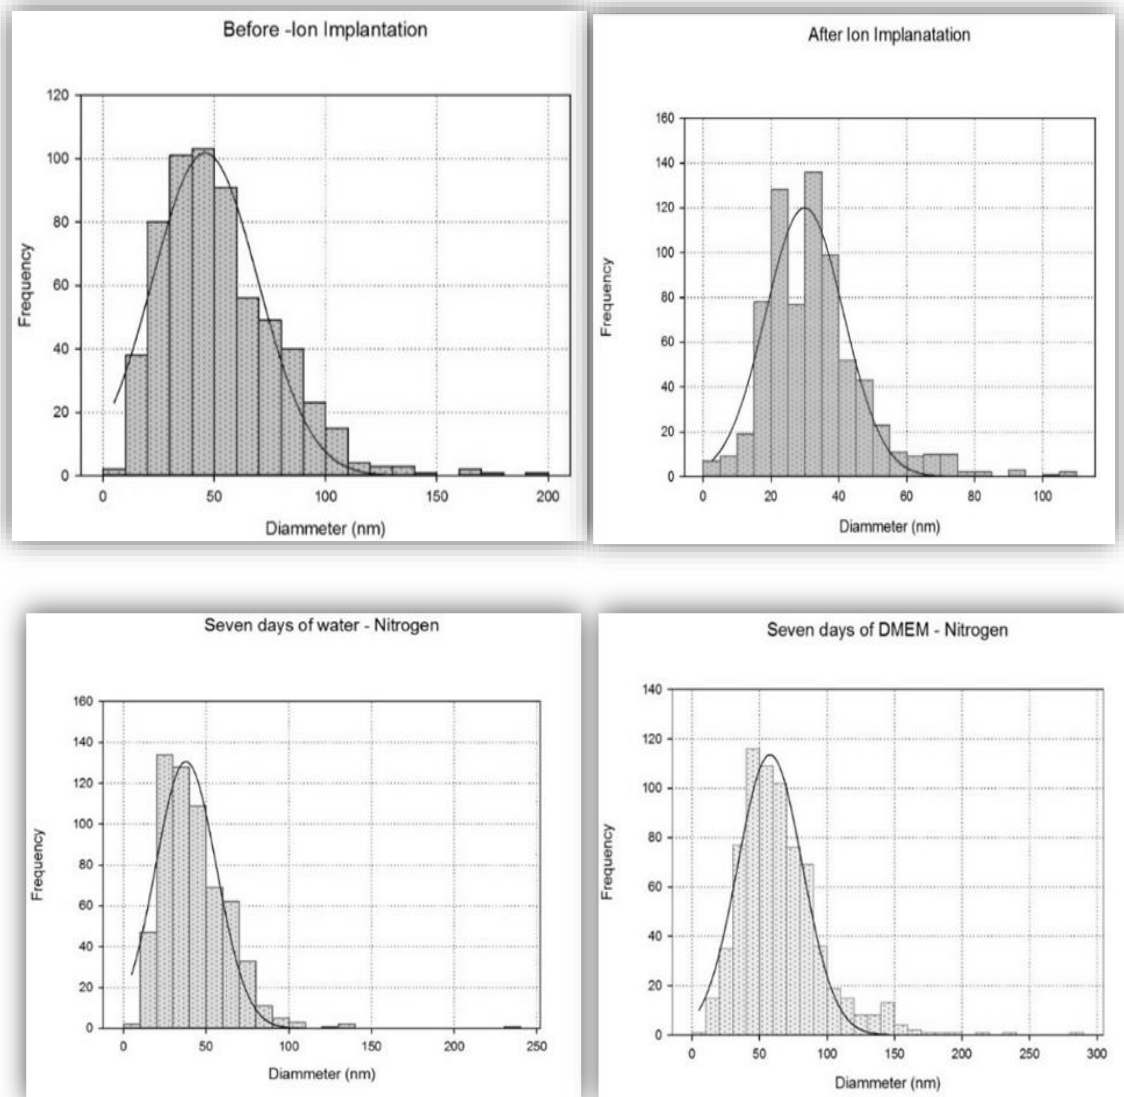 Before -Ion Implantation
120
100
80
60
40
20
0
Frequency
0 50 100 150 200
Diammeter (nm)
After Ion Implanatation
160
140
120
100
80
60
40
20
0
Frequency
0 20 40 60 80 100
Diammeter (nm)
Seven days of water - Nitrogen
160
140
120
100
80
60
40
20
0
Frequency
0 50 100 150 200 250
Diammeter (nm)
Seven days of DMEM - Nitrogen
140
120
100
80
60
40
20
0
Frequency
0 50 100 150 200 250 300
Diammeter (nm)